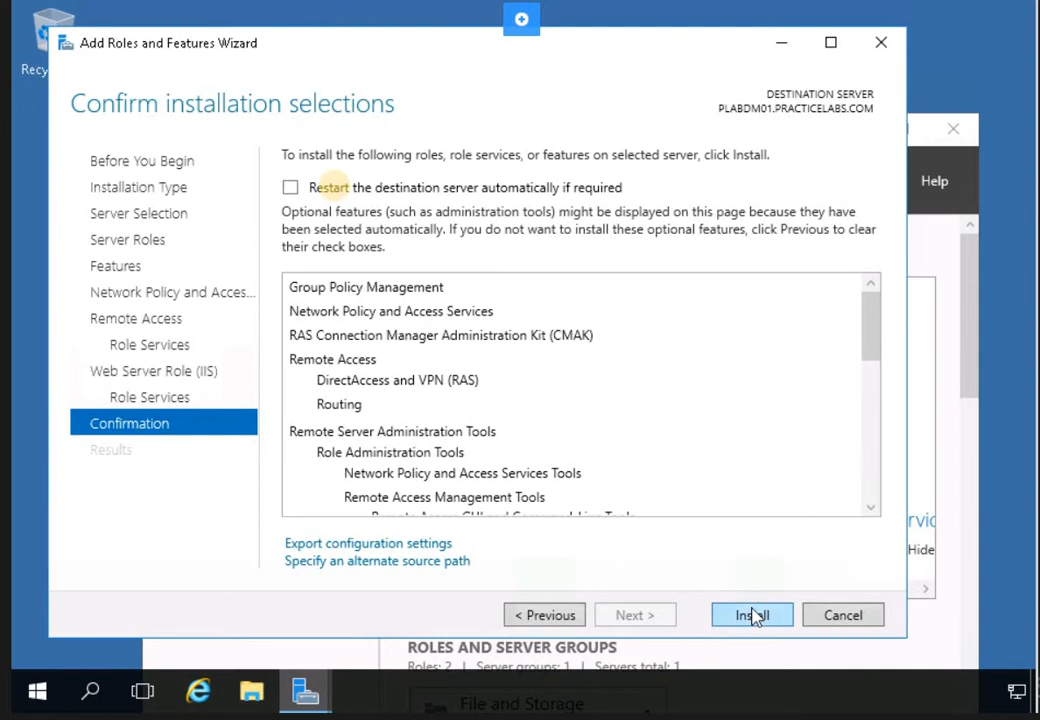 Recy
Add Roles and Features Wizard
Confirm installation selections
DESTINATION SERVER
PLABDM01.PRACTICELABS.COM
Before You Begin
Installation Type
Server Selection
Server Roles
Features
Network Policy and Acces...
Remote Access
Role Services
Web Server Role (IIS)
Role Services
Confirmation
Results
To install the following roles, role services, or features on selected server, click Install.
Restart the destination server automatically if required
Optional features (such as administration tools) might be displayed on this page because they have
been selected automatically. If you do not want to install these optional features, click Previous to clear
their check boxes.
Group Policy Management
Network Policy and Access Services
RAS Connection Manager Administration Kit (CMAK)
Remote Access
DirectAccess and VPN (RAS)
Routing
Remote Server Administration Tools
Role Administration Tools
Network Policy and Access Services Tools
Remote Access Management Tools
Export configuration settings
Specify an alternate source path
< Previous
Next >
Install
Cancel
Help
Hide
ROLES AND SERVER GROUPS
Roles: 2 | Server groups: 1 | Servers total: 1
File and Storage